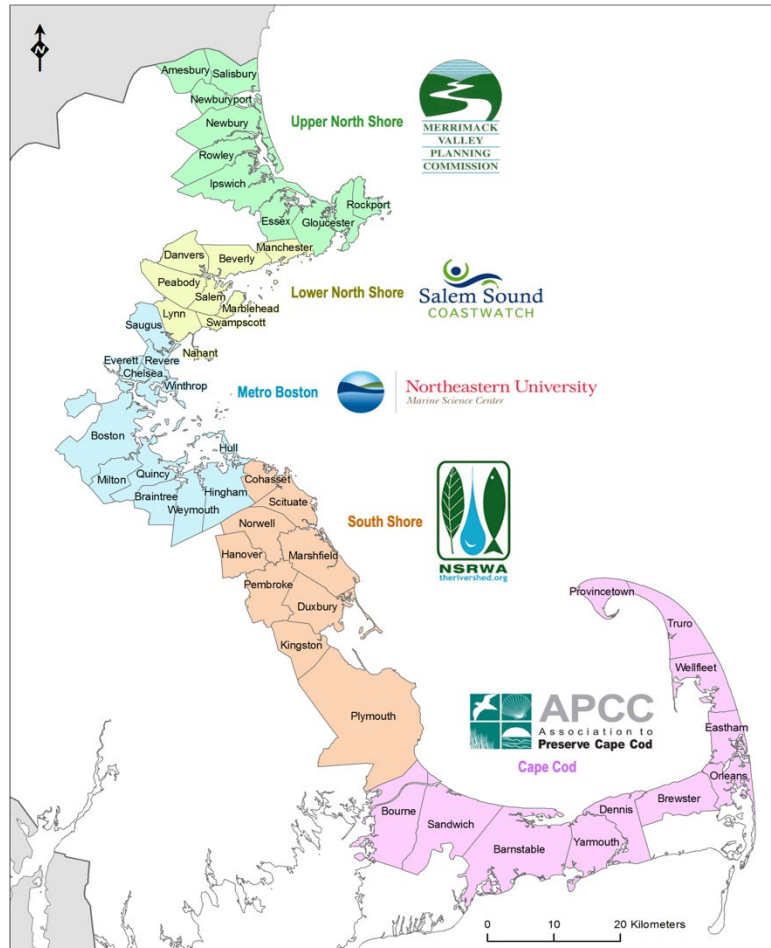 N
Amesbury
Salisbury
Newburyport
Newbury
Rowley
Ipswich
Essex
Gloucester
Rockport
Upper North Shore
MERRIMACK
VALLEY
PLANNING
COMMISSION
Danvers
Beverly
Manchester
Peabody
Salem
Marblehead
Lynn
Swampscott
Nahant
Lower North Shore
Salem Sound
COASTWATCH
Saugus
Everett
Revere
Chelsea
Winthrop
Boston
Milton
Quincy
Braintree
Weymouth
Hingham
Hull
Metro Boston
Northeastern University
Marine Science Center
Cohasset
Scituate
Norwell
Hanover
Marshfield
Pembroke
Duxbury
Kingston
Plymouth
South Shore
NSRWA
therivershed.org
Provincetown
Truro
Wellfleet
Eastham
Orleans
Brewster
Dennis
Yarmouth
Barnstable
Sandwich
Bourne
APCC
Association to
Preserve Cape Cod
Cape Cod
0 10 20 Kilometers